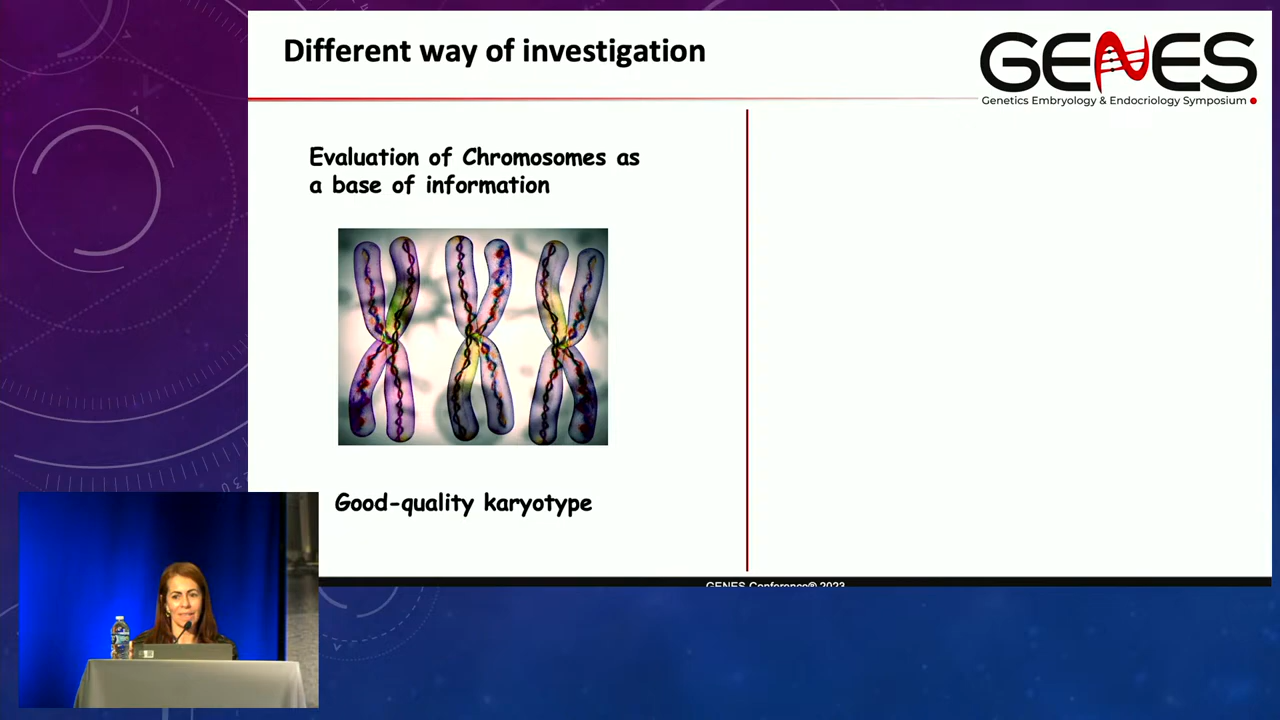 Different way of investigation
GENES
Genetics Embryology & Endocriology Symposium
Evaluation of Chromosomes as
a base of information
Good-quality karyotype
GENES Conference® 2023